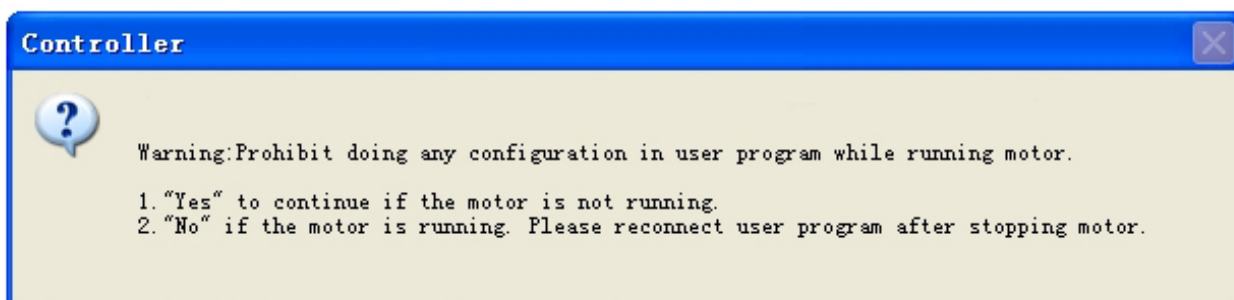 Controller
Warning:Prohibit doing any configuration in user program while running motor.
1."Yes" to continue if the motor is not running.
2."No" if the motor is running. Please reconnect user program after stopping motor.